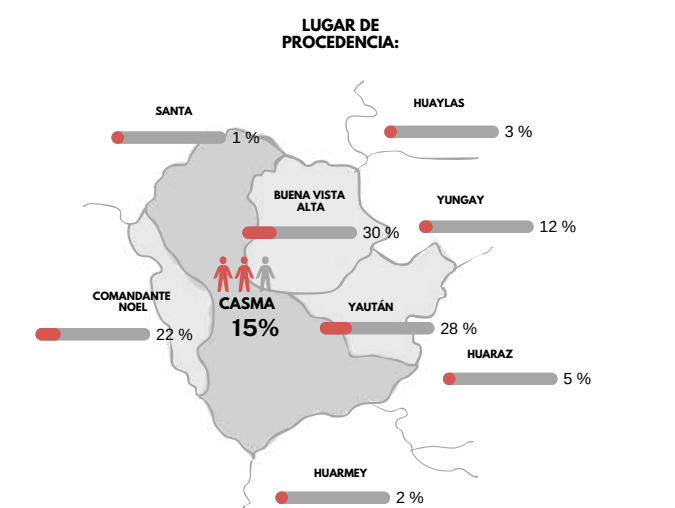 LUGAR DE
PROCEDENCIA:
HUAYLAS
3 %
SANTA
1 %
BUENA VISTA
ALTA
30 %
YUNGAY
12 %
COMANDANTE
NOEL
22 %
CASMA
15%
YAUTÁN
28 %
HUARAZ
5 %
HUARMEY
2 %